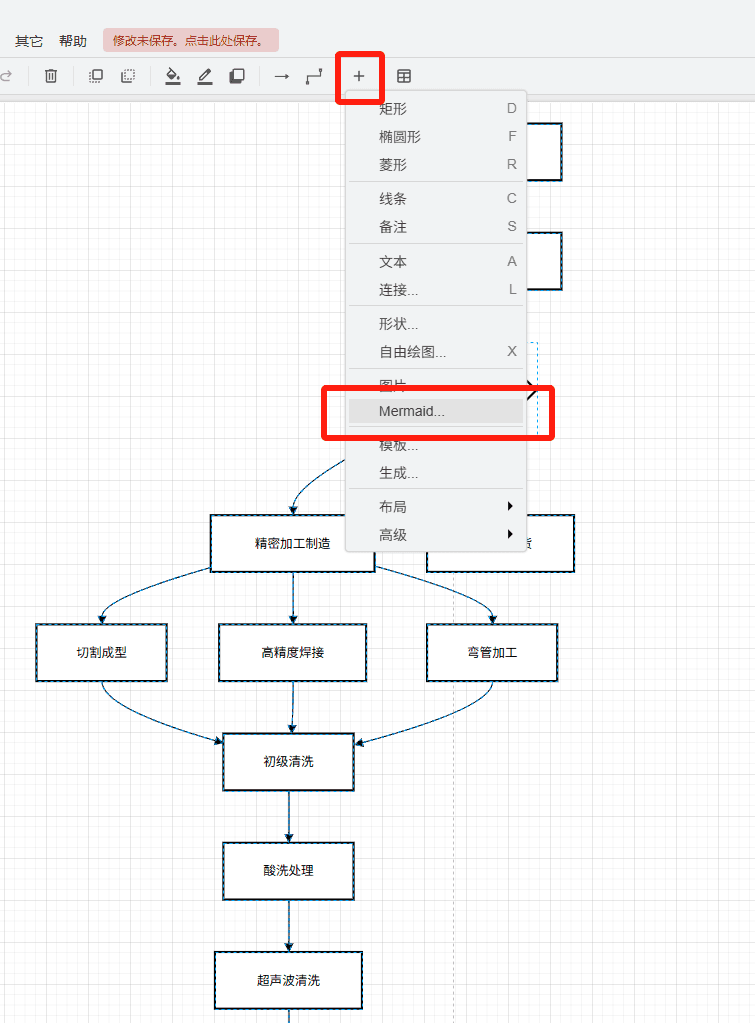 其它 帮助 修改未保存。点击此处保存。
矩形 D
椭圆形 F
菱形 R
线条 C
备注 S
文本 A
连接... L
形状...
自由绘图... X
图片
Mermaid...
模板...
生成...
布局
高级
精密加工制造
货
切割成型
高精度焊接
弯管加工
初级清洗
酸洗处理
超声波清洗